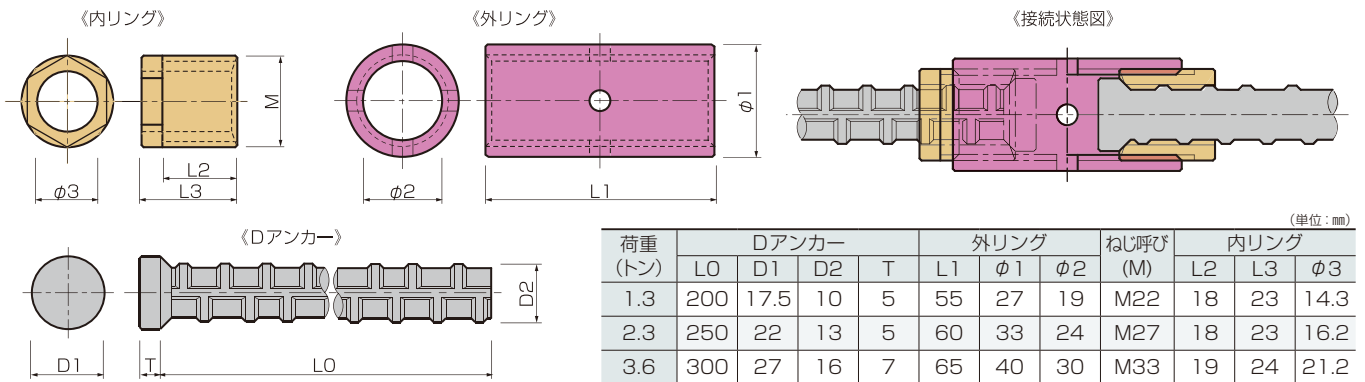 《内リング》
《外リング》
《接続状態図》
M
L2
L3
φ3
φ2
φ1
L1
《Dアンカー》
D1
T
L0
D2
(単位:㎜)
荷重(トン) Dアンカー 外リング ねじ呼び(M) 内リング
L0 D1 D2 T L1 φ1 φ2 L2 L3 φ3
1.3 200 17.5 10 5 55 27 19 M22 18 23 14.3
2.3 250 22 13 5 60 33 24 M27 18 23 16.2
3.6 300 27 16 7 65 40 30 M33 19 24 21.2